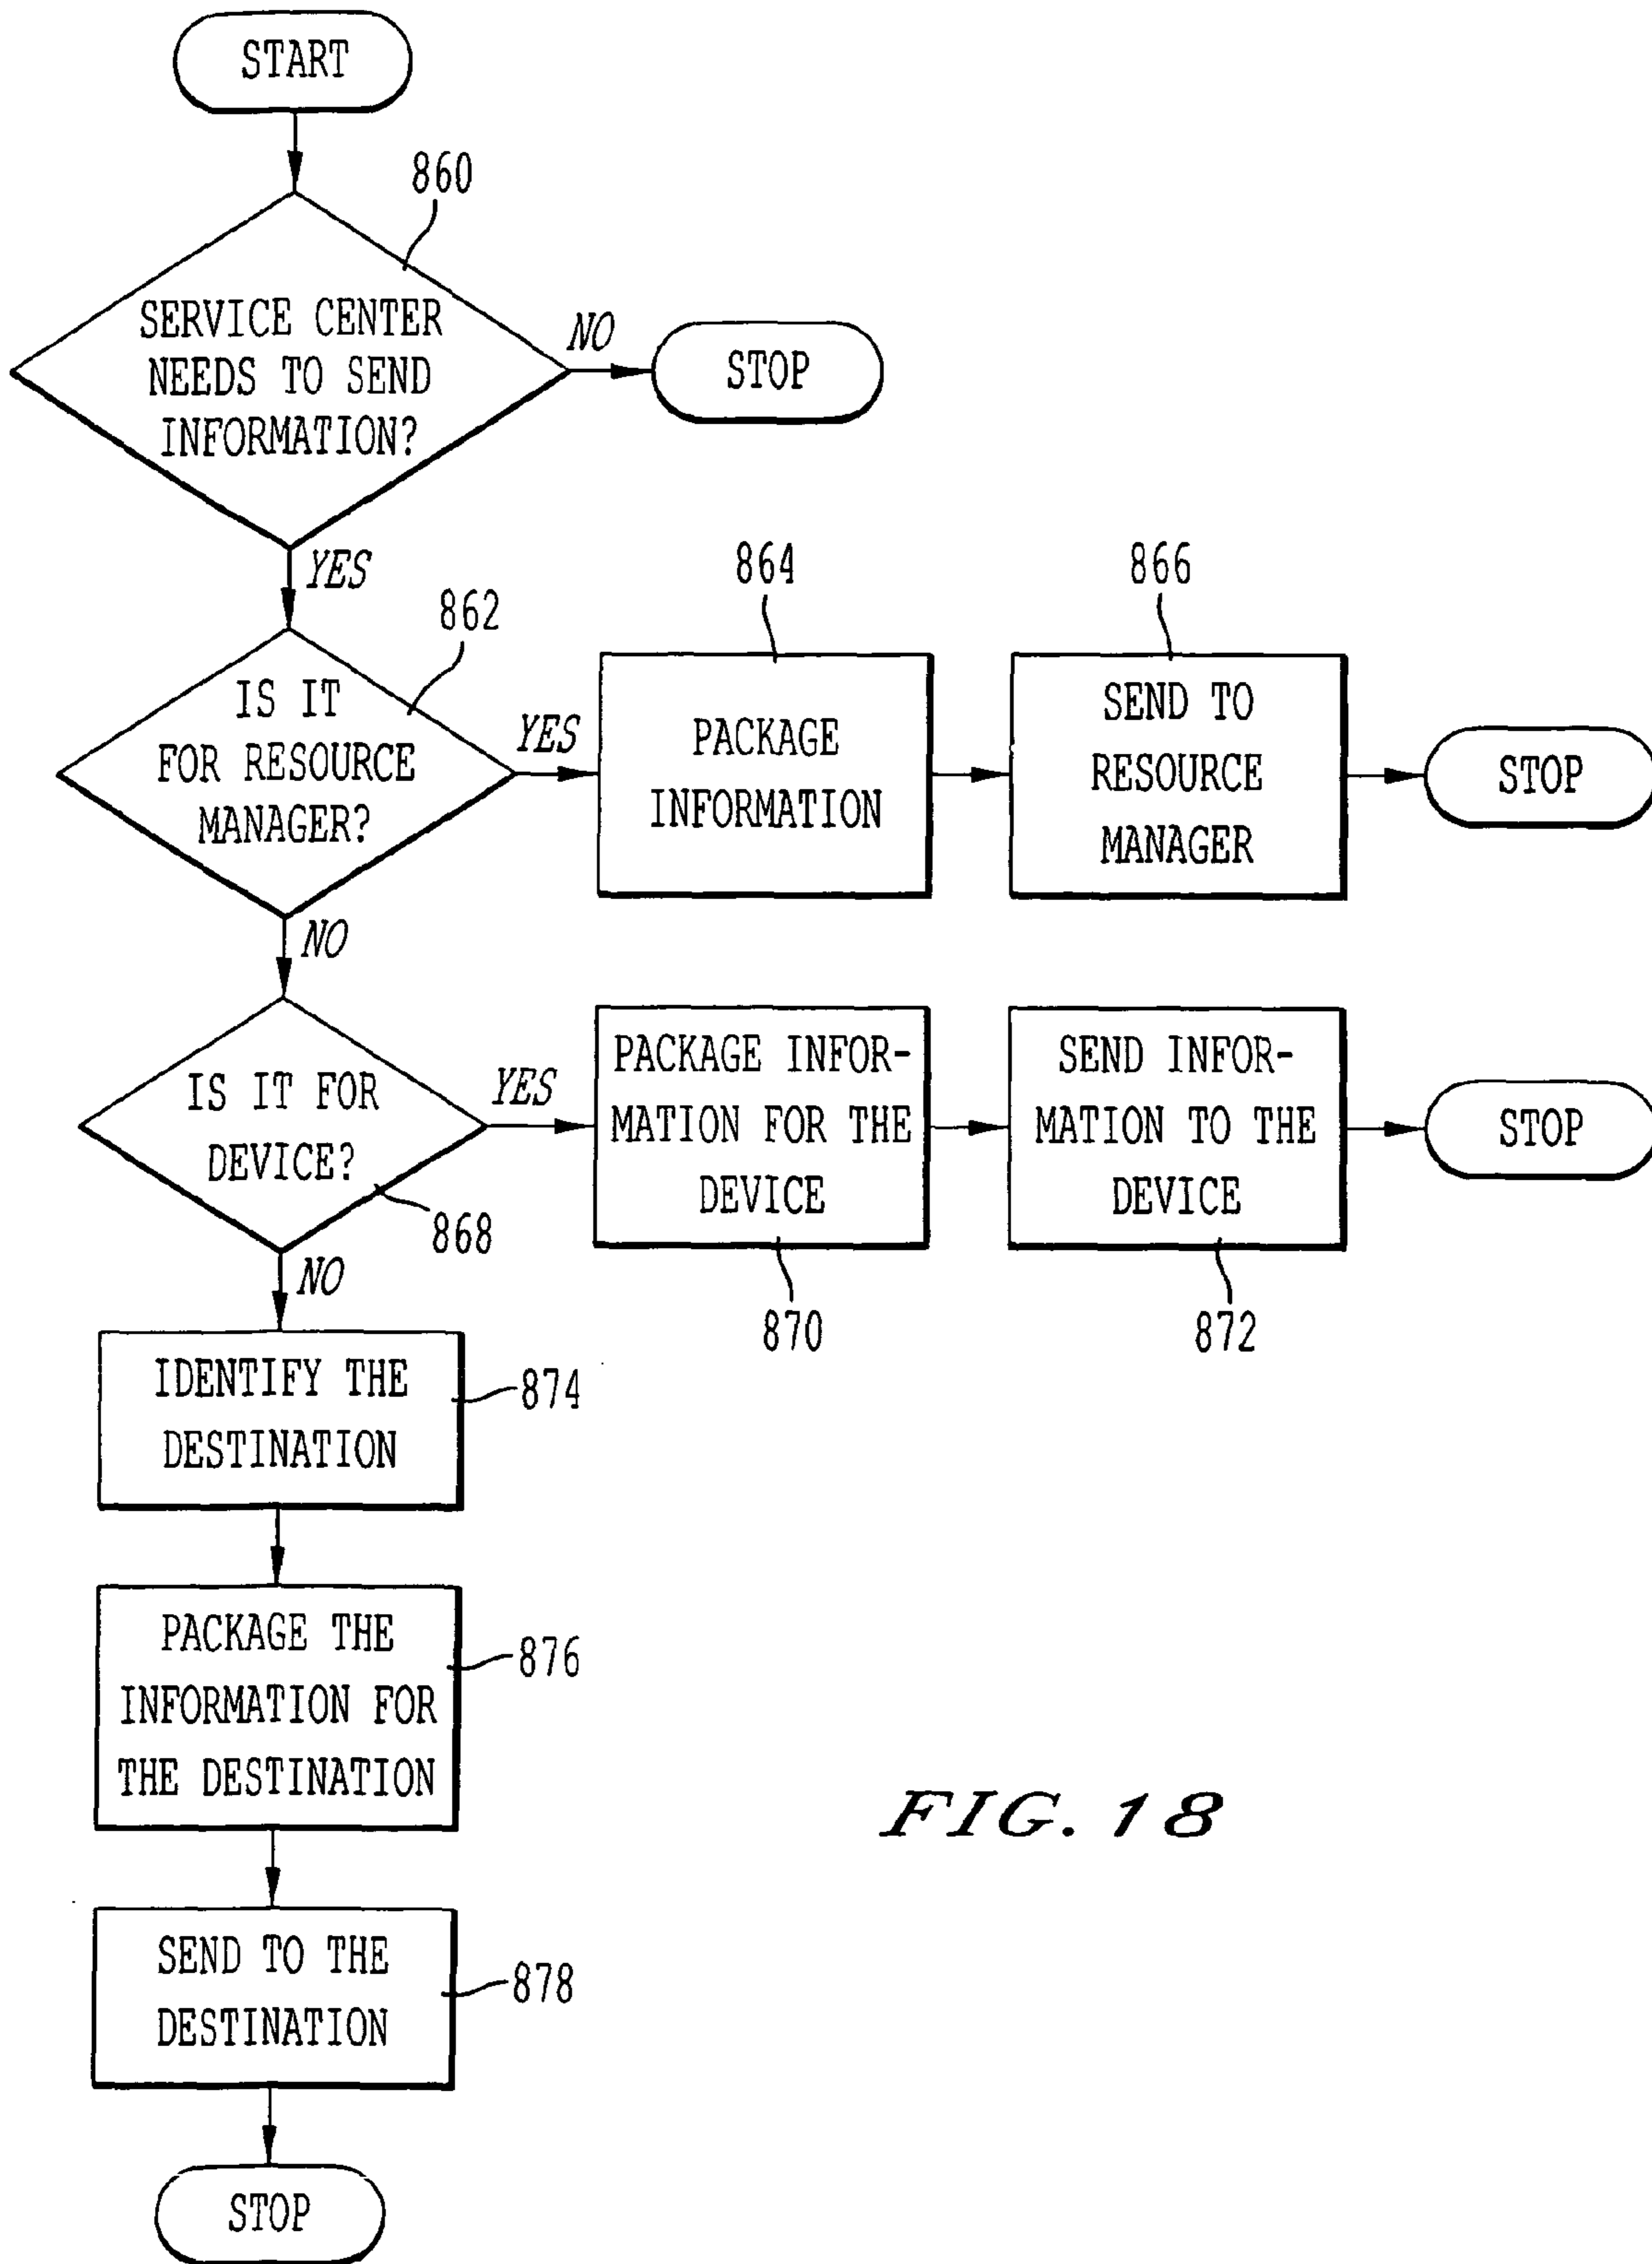 START
860
SERVICE CENTER
NEEDS TO SEND
INFORMATION?
NO
STOP
YES
862
IS IT
FOR RESOURCE
MANAGER?
YES
864
PACKAGE
INFORMATION
866
SEND TO
RESOURCE
MANAGER
STOP
NO
IS IT FOR
DEVICE?
868
YES
PACKAGE INFOR-
MATION FOR THE
DEVICE
870
SEND INFOR-
MATION TO THE
DEVICE
872
STOP
NO
IDENTIFY THE
DESTINATION
874
PACKAGE THE
INFORMATION FOR
THE DESTINATION
876
SEND TO THE
DESTINATION
878
STOP
FIG. 18